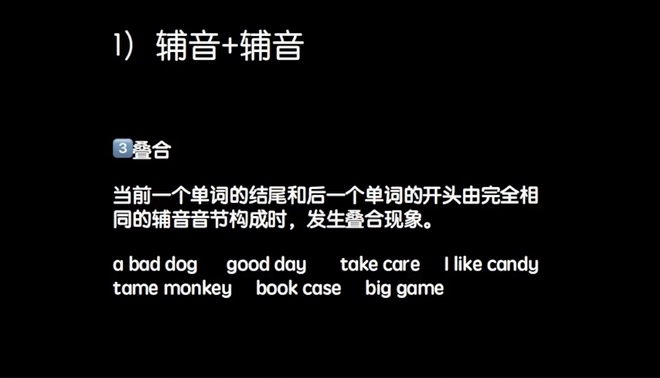 1）辅音+辅音
3叠合
当前一个单词的结尾和后一个单词的开头由完全相
同的辅音音节构成时，发生叠合现象。
a bad dog good day take care I like candy
tame monkey book case big game